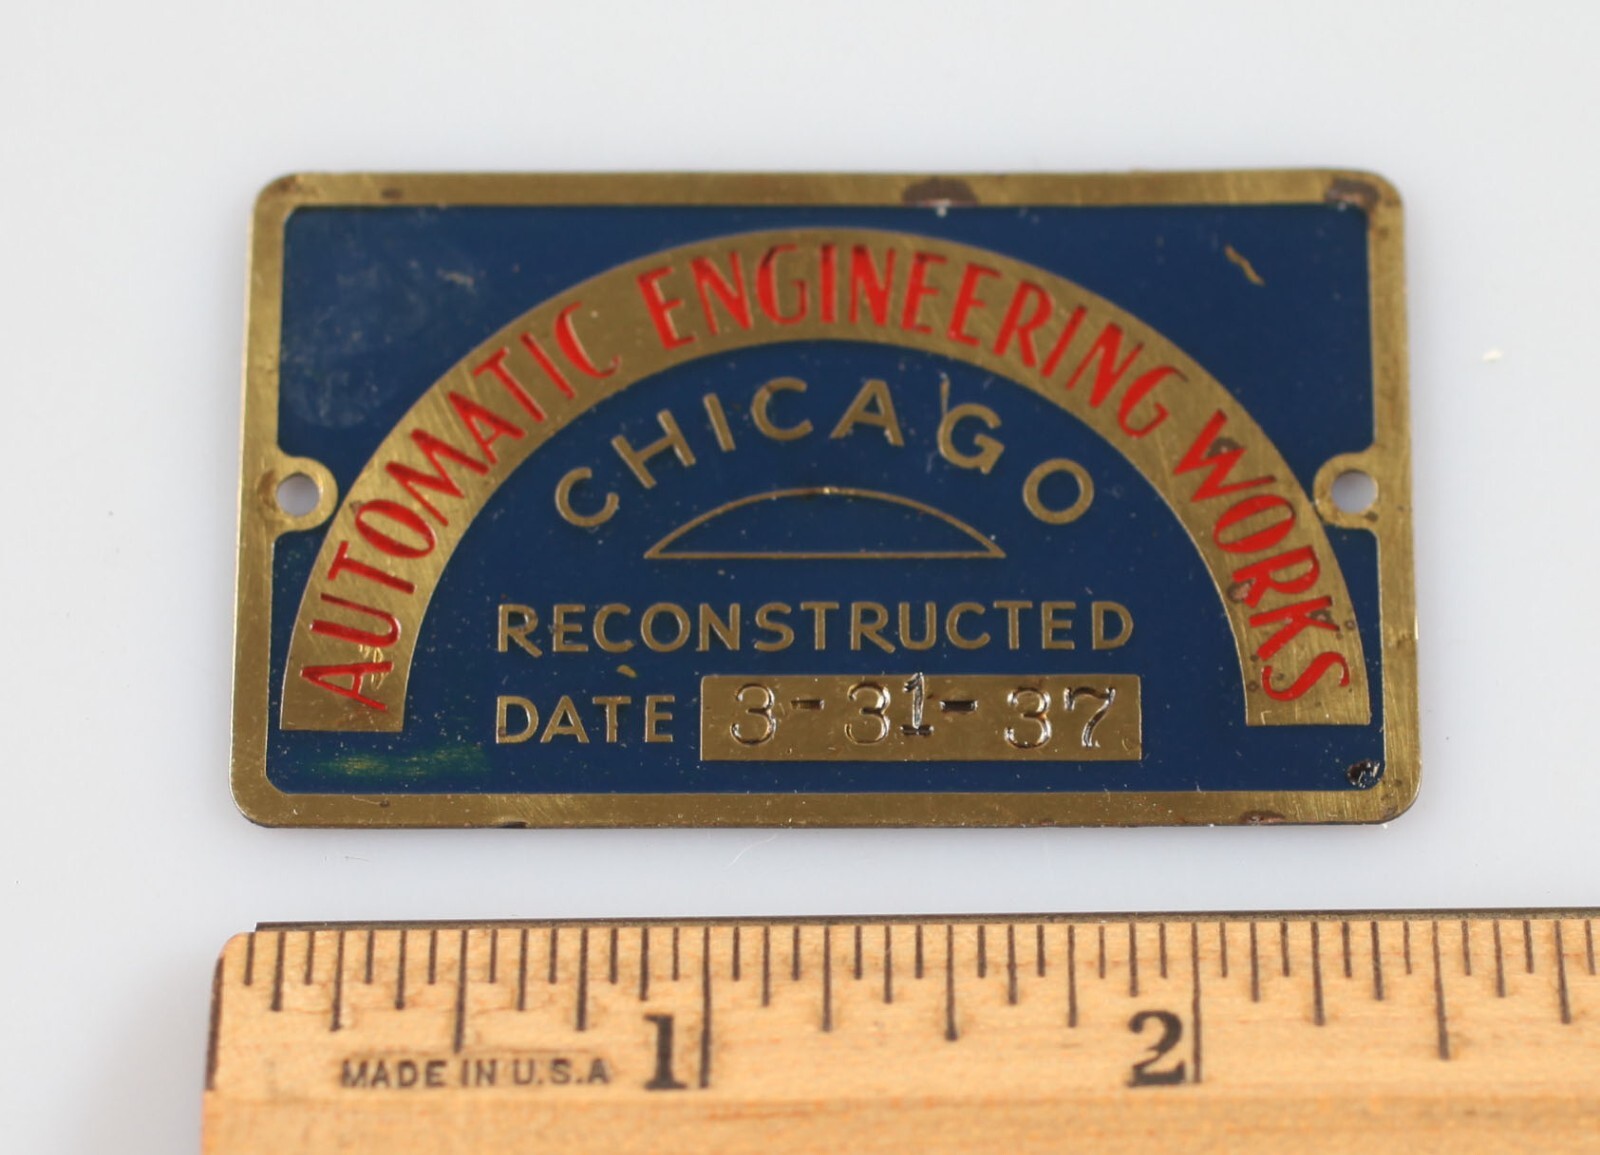 AUTOMATIC ENGINEERING WORKS
CHICAGO
RECONSTRUCTED
DATE 3-31-37
1 2
MADE IN U.S.A